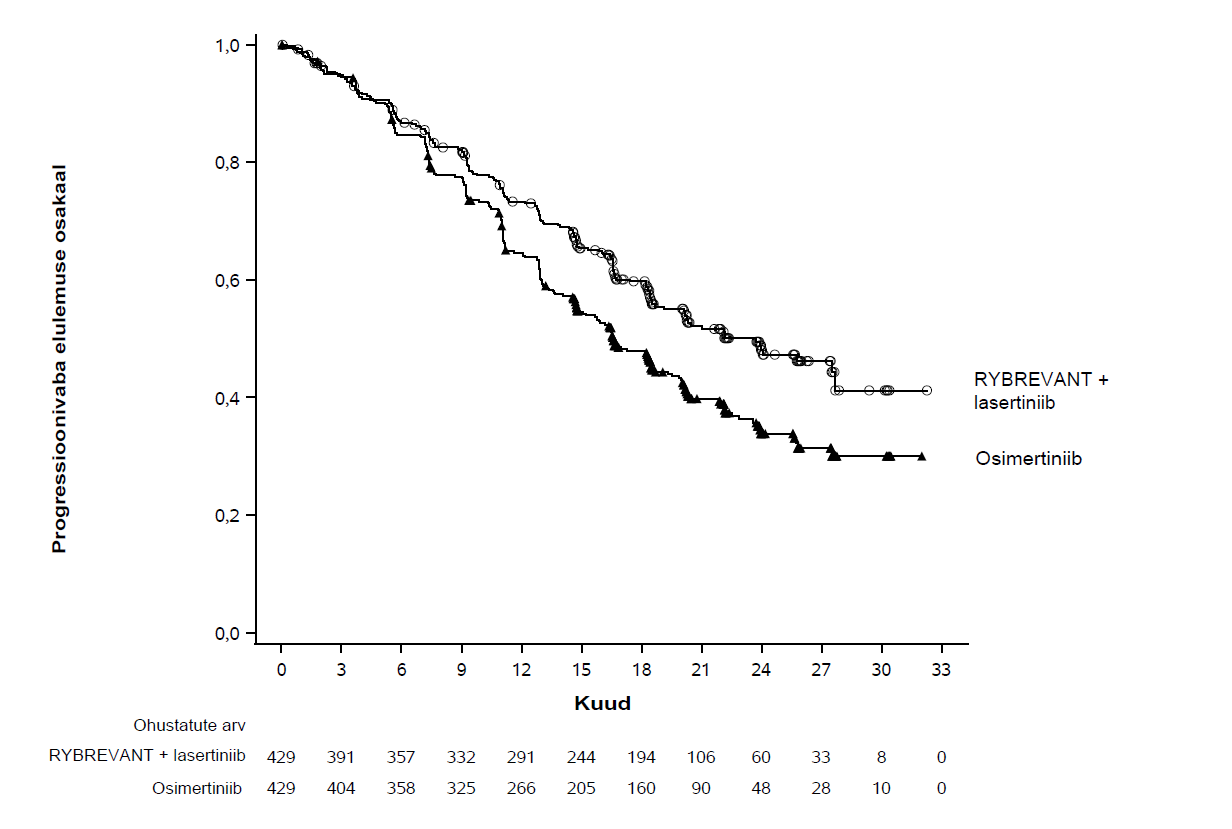 Progressioonivaba elulemuse osakaal
1,0
0,8
0,6
0,4
0,2
0,0
RYBREVANT +
lasertiniib
Osimertiniib
0 3 6 9 12 15 18 21 24 27 30 33
Kuud
Ohustatute arv
RYBREVANT + lasertiniib 429 391 357 332 291 244 194 106 60 33 8 0
Osimertiniib 429 404 358 325 266 205 160 90 48 28 10 0